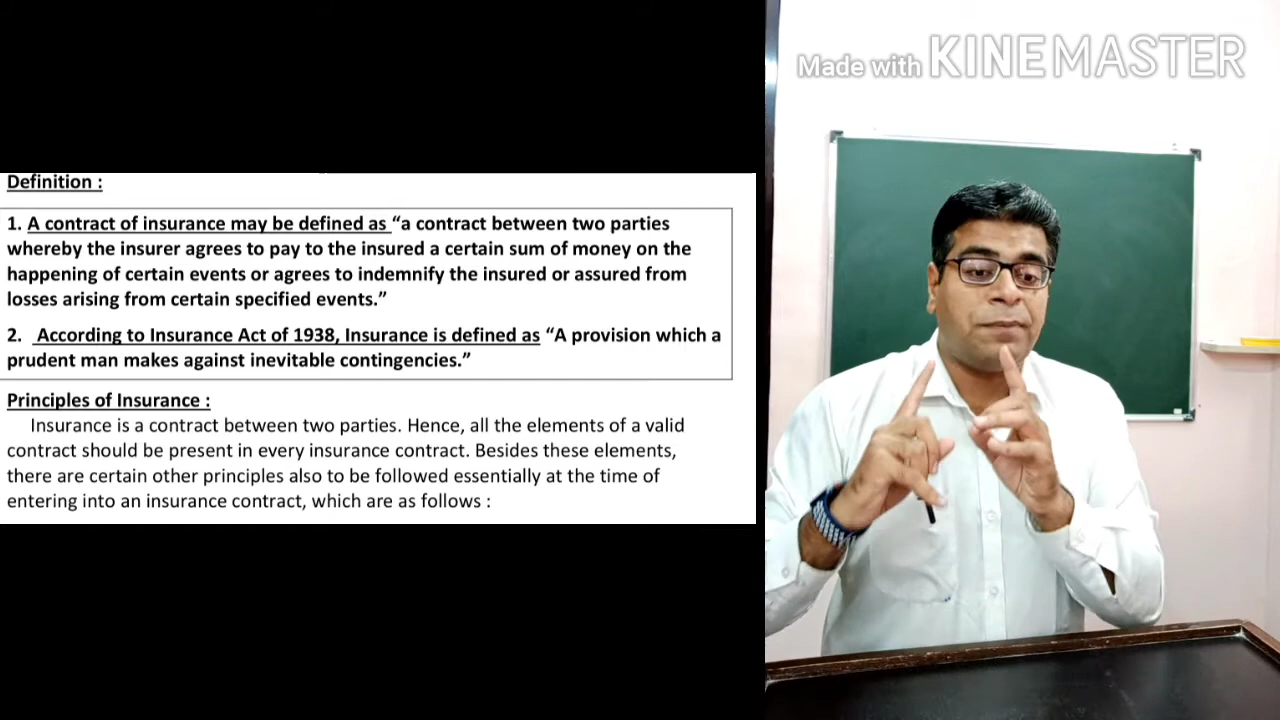 Definition :
1. A contract of insurance may be defined as “a contract between two parties
whereby the insurer agrees to pay to the insured a certain sum of money on the
happening of certain events or agrees to indemnify the insured or assured from
losses arising from certain specified events.”
2. According to Insurance Act of 1938, Insurance is defined as “A provision which a
prudent man makes against inevitable contingencies.”
Principles of Insurance :
Insurance is a contract between two parties. Hence, all the elements of a valid
contract should be present in every insurance contract. Besides these elements,
there are certain other principles also to be followed essentially at the time of
entering into an insurance contract, which are as follows :
Made with KINEMASTER